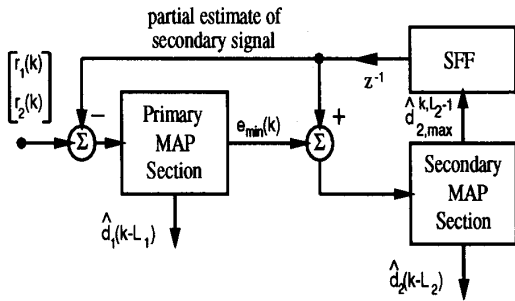 partial estimate of
secondary signal
r₁(k)
r₂(k)
−
Σ
Primary
MAP
Section
e_min(k)
+
Σ
z⁻¹
SFF
d̂_{2,max}^{k,L₂-1}
Secondary
MAP
Section
d̂₁(k-L₁)
d̂₂(k-L₂)